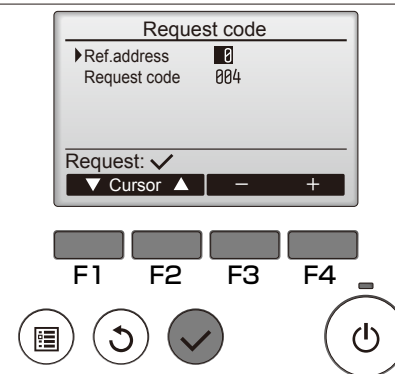 Request code
Ref.address 0
Request code 004
Request: ✓
▼ Cursor ▲ − +
F1 F2 F3 F4